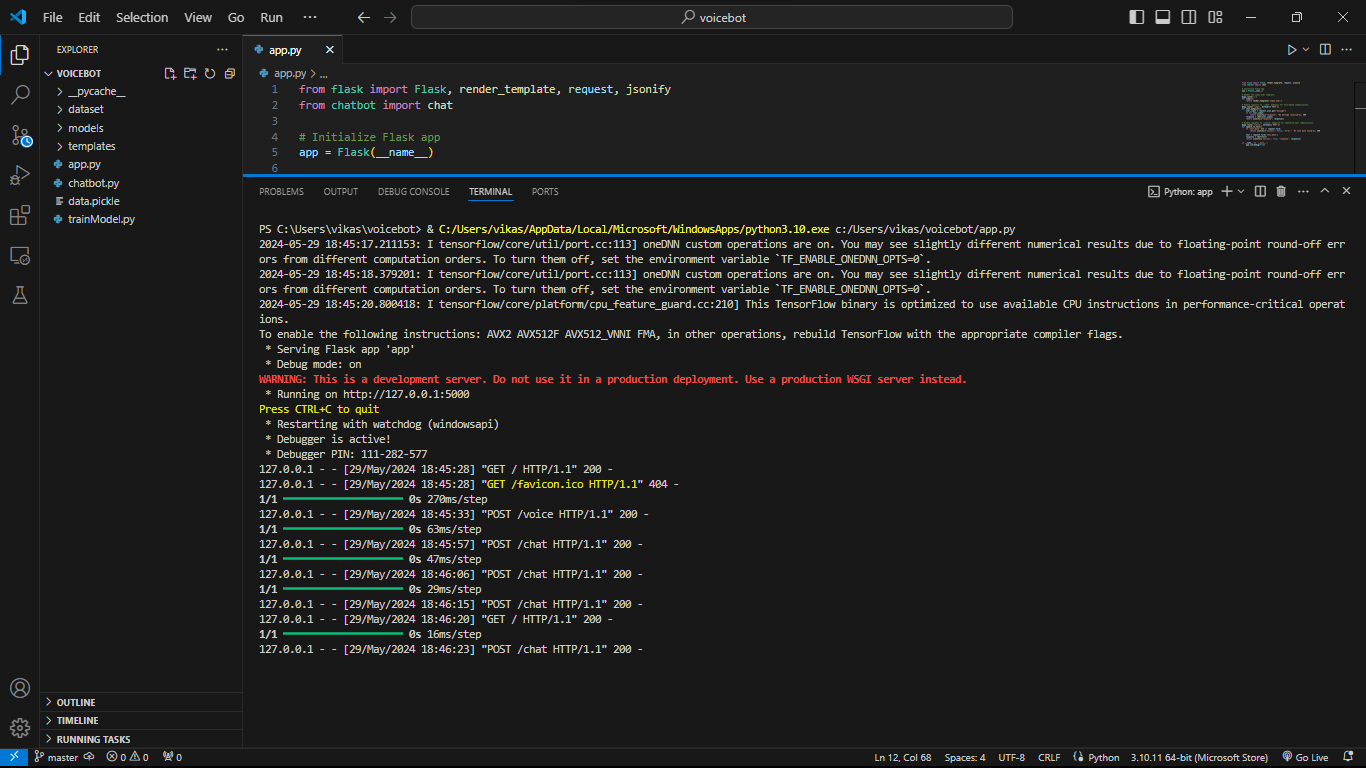 File Edit Selection View Go Run ··· voicebot
EXPLORER ···
app.py
VOICEBOT
app.py > ...
__pycache__
dataset
models
templates
app.py
chatbot.py
data.pickle
trainModel.py
1 from flask import Flask, render_template, request, jsonify
2 from chatbot import chat
3
4 # Initialize Flask app
5 app = Flask(__name__)
6
PROBLEMS OUTPUT DEBUG CONSOLE TERMINAL PORTS Python: app
PS C:\Users\vikas\voicebot> & C:/Users/vikas/AppData/Local/Microsoft/WindowsApps/python3.10.exe c:/Users/vikas/voicebot/app.py
2024-05-29 18:45:17.211153: I tensorflow/core/util/port.cc:113] oneDNN custom operations are on. You may see slightly different numerical results due to floating-point round-off err
ors from different computation orders. To turn them off, set the environment variable `TF_ENABLE_ONEDNN_OPTS=0`.
2024-05-29 18:45:18.379201: I tensorflow/core/util/port.cc:113] oneDNN custom operations are on. You may see slightly different numerical results due to floating-point round-off err
ors from different computation orders. To turn them off, set the environment variable `TF_ENABLE_ONEDNN_OPTS=0`.
2024-05-29 18:45:20.800418: I tensorflow/core/platform/cpu_feature_guard.cc:210] This TensorFlow binary is optimized to use available CPU instructions in performance-critical operat
ions.
To enable the following instructions: AVX2 AVX512F AVX512_VNNI FMA, in other operations, rebuild TensorFlow with the appropriate compiler flags.
* Serving Flask app 'app'
* Debug mode: on
WARNING: This is a development server. Do not use it in a production deployment. Use a production WSGI server instead.
* Running on http://127.0.0.1:5000
Press CTRL+C to quit
* Restarting with watchdog (windowsapi)
* Debugger is active!
* Debugger PIN: 111-282-577
127.0.0.1 - - [29/May/2024 18:45:28] "GET / HTTP/1.1" 200 -
127.0.0.1 - - [29/May/2024 18:45:28] "GET /favicon.ico HTTP/1.1" 404 -
1/1 0s 270ms/step
127.0.0.1 - - [29/May/2024 18:45:33] "POST /voice HTTP/1.1" 200 -
1/1 0s 63ms/step
127.0.0.1 - - [29/May/2024 18:45:57] "POST /chat HTTP/1.1" 200 -
1/1 0s 47ms/step
127.0.0.1 - - [29/May/2024 18:46:06] "POST /chat HTTP/1.1" 200 -
1/1 0s 29ms/step
127.0.0.1 - - [29/May/2024 18:46:15] "POST /chat HTTP/1.1" 200 -
127.0.0.1 - - [29/May/2024 18:46:20] "GET / HTTP/1.1" 200 -
1/1 0s 16ms/step
127.0.0.1 - - [29/May/2024 18:46:23] "POST /chat HTTP/1.1" 200 -
OUTLINE
TIMELINE
RUNNING TASKS
master 0 0 0 Ln 12, Col 68 Spaces: 4 UTF-8 CRLF Python 3.10.11 64-bit (Microsoft Store) Go Live